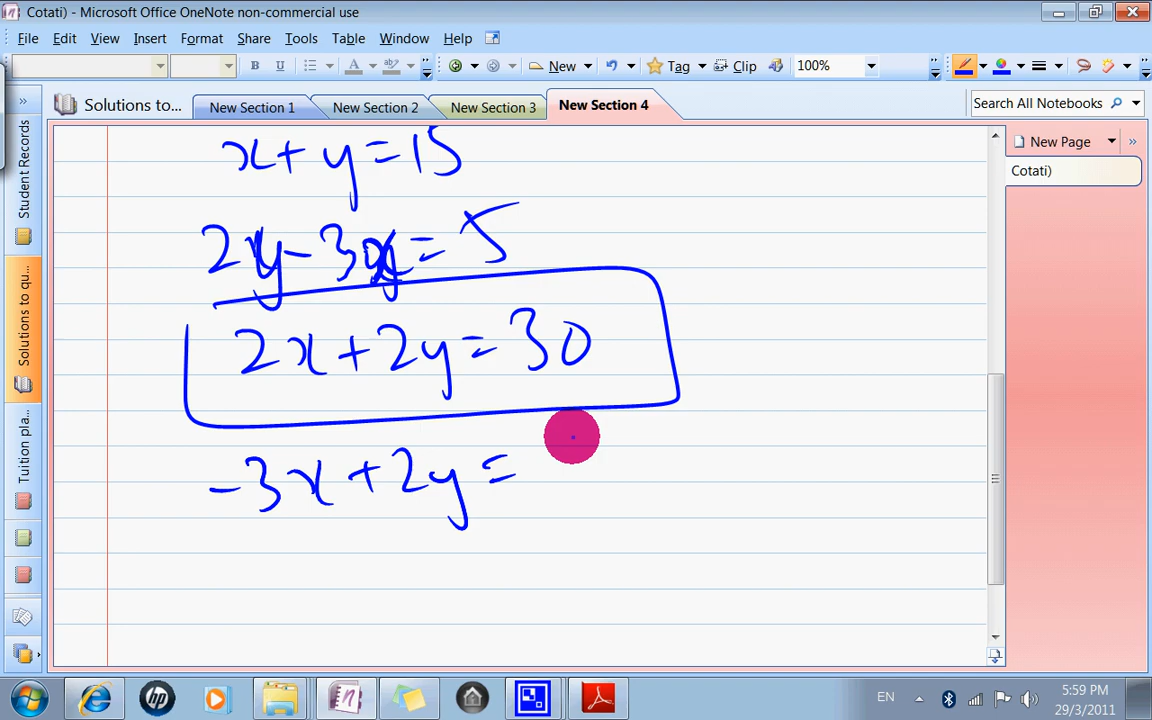 Cotati) - Microsoft Office OneNote non-commercial use
File Edit View Insert Format Share Tools Table Window Help
B U A ab New Tag Clip 100%
Solutions to... New Section 1 New Section 2 New Section 3 New Section 4 Search All Notebooks
New Page
Cotati)
Student Records
Solutions to qu...
Tuition pla...
x+y=15
2y-3x=5
2x+2y=30
-3x+2y=
EN 5:59 PM
29/3/2011